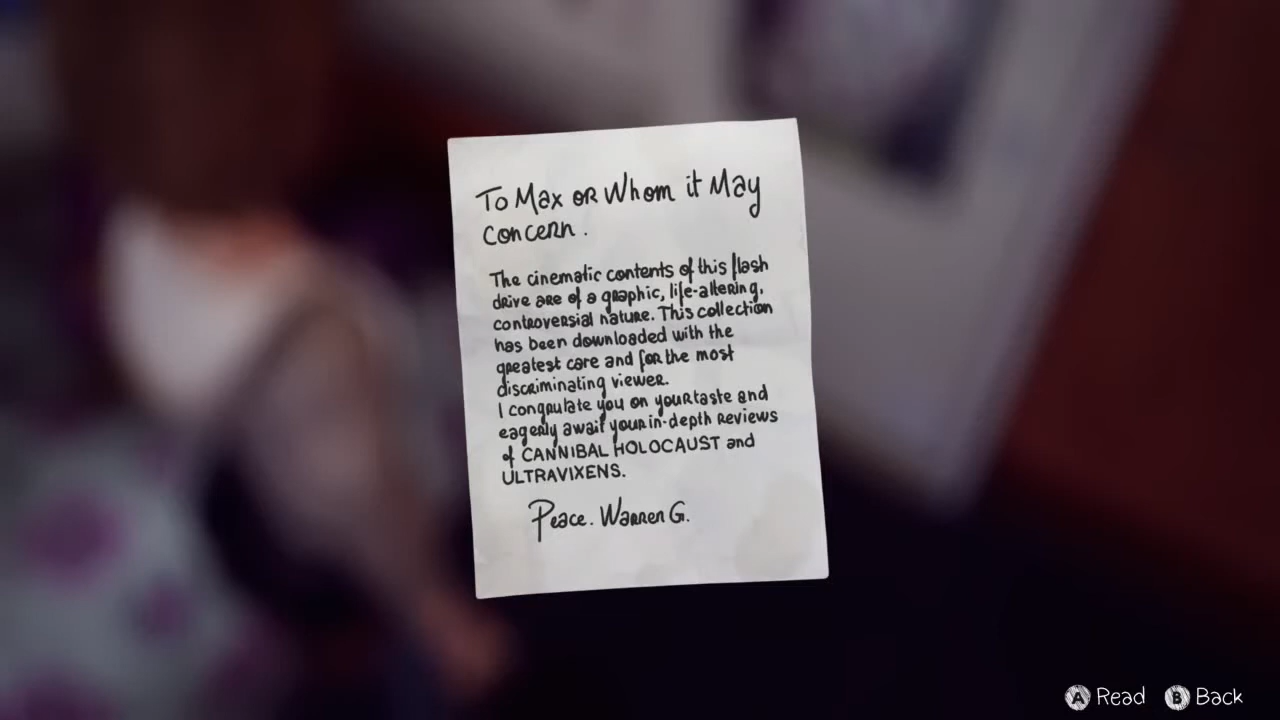 To Max or Whom it May
Concern.
The cinematic contents of this flash
drive are of a graphic, life-altering,
controversial nature. This collection
has been downloaded with the
greatest care and for the most
discriminating viewer.
I congrulate you on your taste and
eagerly await your in-depth reviews
of CANNIBAL HOLOCAUST and
ULTRAVIXENS.
Peace. Warren G.
A Read B Back